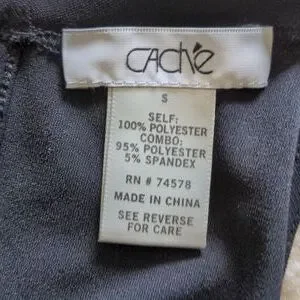 CACHÉ
S
SELF:
100% POLYESTER
COMBO:
95% POLYESTER
5% SPANDEX
RN # 74578
MADE IN CHINA
SEE REVERSE
FOR CARE